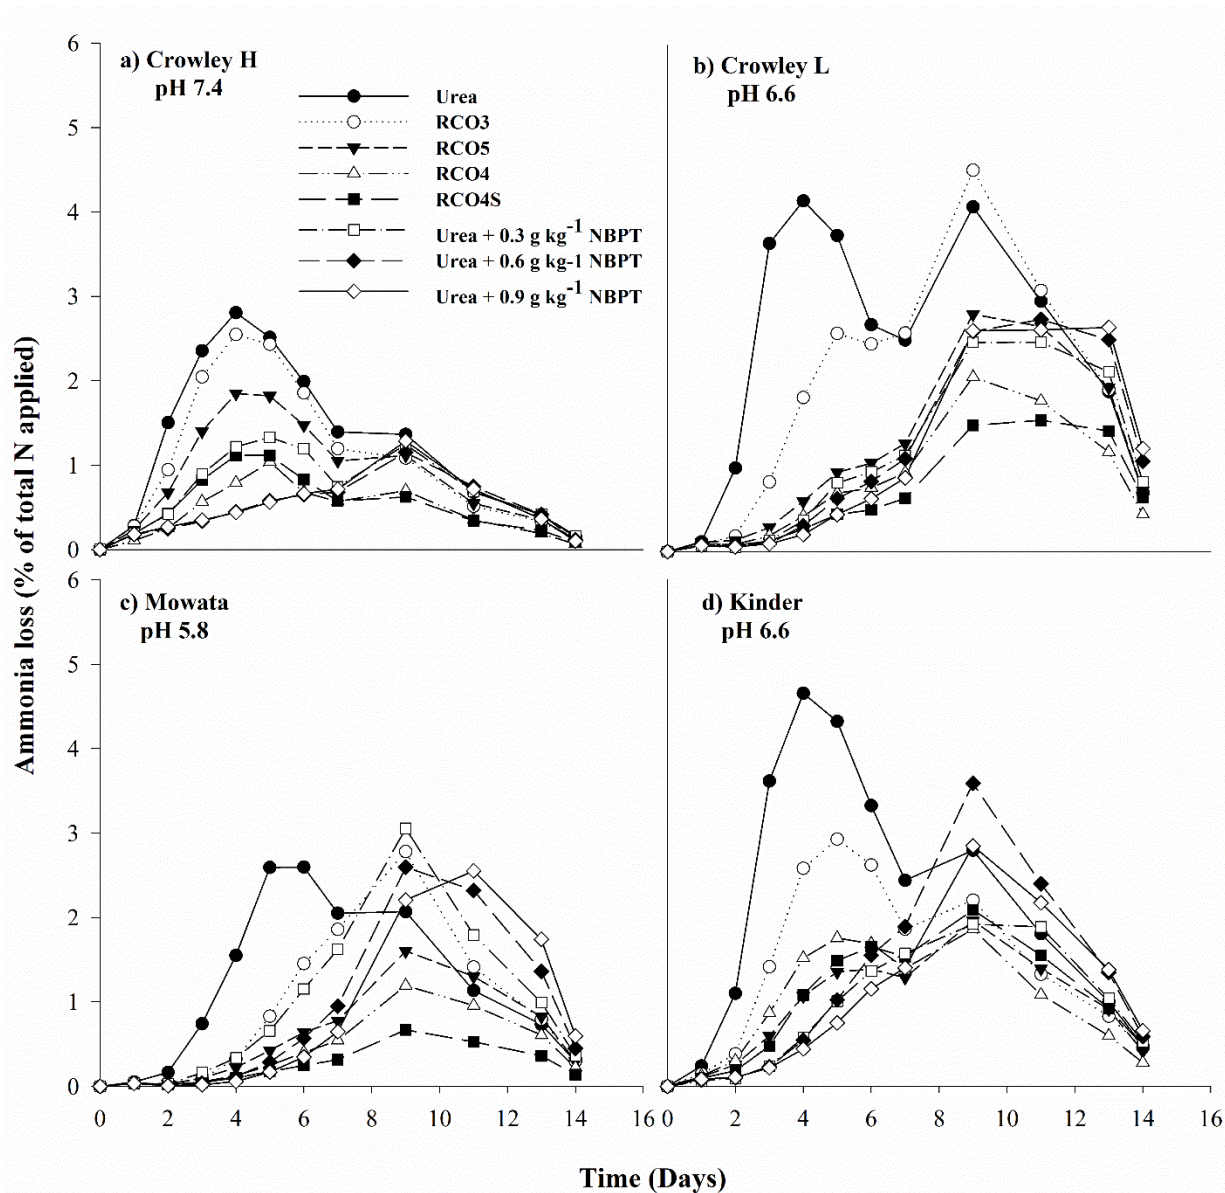 a) Crowley H
pH 7.4
Urea
RCO3
RCO5
RCO4
RCO4S
Urea + 0.3 g kg⁻¹ NBPT
Urea + 0.6 g kg-1 NBPT
Urea + 0.9 g kg⁻¹ NBPT
6
5
4
3
2
1
0
b) Crowley L
pH 6.6
c) Mowata
pH 5.8
6
5
4
3
2
1
0
d) Kinder
pH 6.6
0 2 4 6 8 10 12 14 16
0 2 4 6 8 10 12 14 16
Ammonia loss (% of total N applied)
Time (Days)